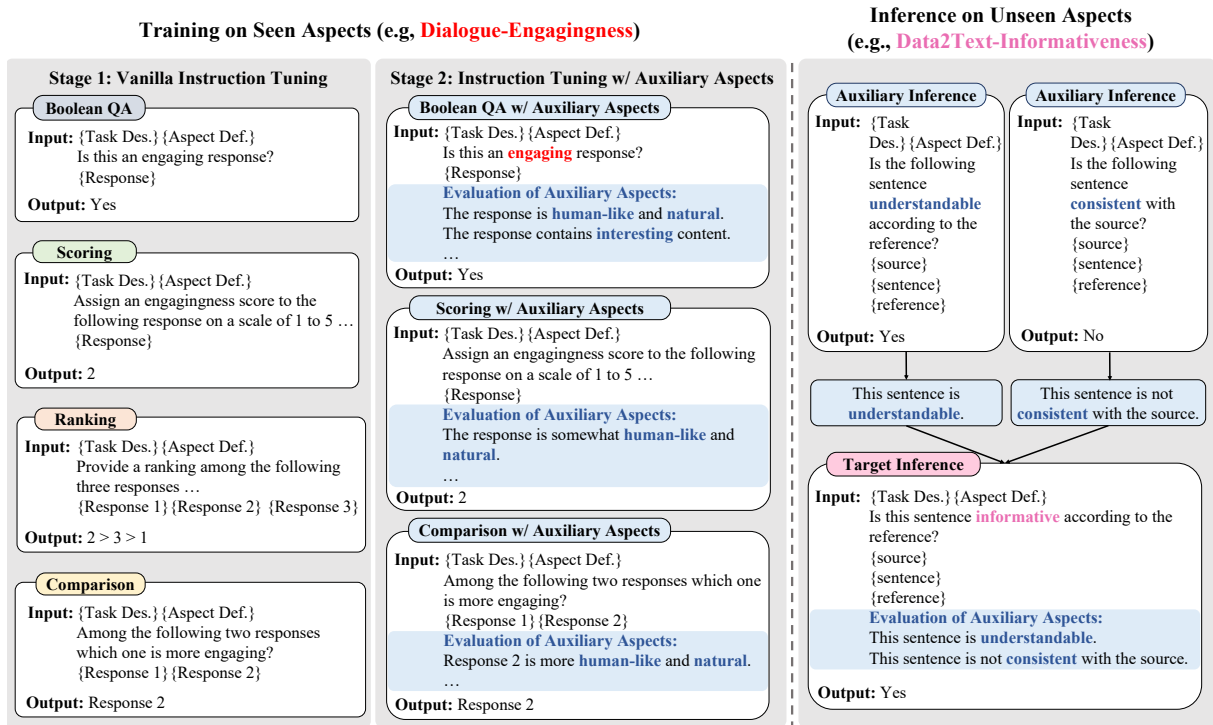 Training on Seen Aspects (e.g, Dialogue-Engagingness)
Stage 1: Vanilla Instruction Tuning
Boolean QA
Input: {Task Des.}{Aspect Def.}
Is this an engaging response?
{Response}
Output: Yes
Scoring
Input: {Task Des.}{Aspect Def.}
Assign an engagingness score to the
following response on a scale of 1 to 5 …
{Response}
Output: 2
Ranking
Input: {Task Des.}{Aspect Def.}
Provide a ranking among the following
three responses …
{Response 1}{Response 2} {Response 3}
Output: 2 > 3 > 1
Comparison
Input: {Task Des.}{Aspect Def.}
Among the following two responses
which one is more engaging?
{Response 1}{Response 2}
Output: Response 2
Stage 2: Instruction Tuning w/ Auxiliary Aspects
Boolean QA w/ Auxiliary Aspects
Input: {Task Des.}{Aspect Def.}
Is this an engaging response?
{Response}
Evaluation of Auxiliary Aspects:
The response is human-like and natural.
The response contains interesting content.
…
Output: Yes
Scoring w/ Auxiliary Aspects
Input: {Task Des.}{Aspect Def.}
Assign an engagingness score to the following
response on a scale of 1 to 5 …
{Response}
Evaluation of Auxiliary Aspects:
The response is somewhat human-like and
natural.
…
Output: 2
Comparison w/ Auxiliary Aspects
Input: {Task Des.}{Aspect Def.}
Among the following two responses which one
is more engaging?
{Response 1}{Response 2}
Evaluation of Auxiliary Aspects:
Response 2 is more human-like and natural.
…
Output: Response 2
Inference on Unseen Aspects
(e.g., Data2Text-Informativeness)
Auxiliary Inference
Input: {Task
Des.}{Aspect Def.}
Is the following
sentence
understandable
according to the
reference?
{source}
{sentence}
{reference}
Output: Yes
This sentence is
understandable.
Auxiliary Inference
Input: {Task
Des.}{Aspect Def.}
Is the following
sentence
consistent with
the source?
{source}
{sentence}
{reference}
Output: No
This sentence is not
consistent with the source.
Target Inference
Input: {Task Des.}{Aspect Def.}
Is this sentence informative according to the
reference?
{source}
{sentence}
{reference}
Evaluation of Auxiliary Aspects:
This sentence is understandable.
This sentence is not consistent with the source.
Output: Yes